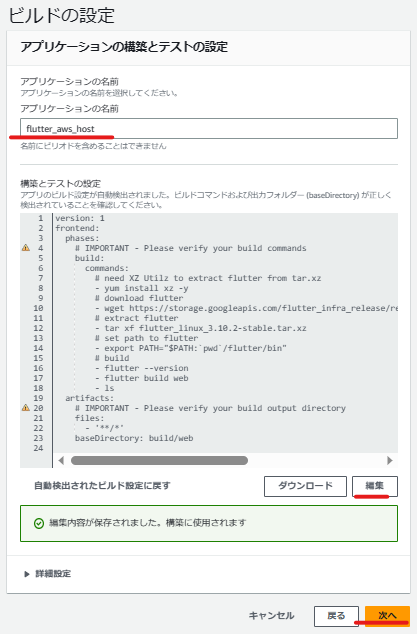 ビルドの設定
アプリケーションの構築とテストの設定
アプリケーションの名前
アプリケーションの名前を選択してください。
アプリケーションの名前
flutter_aws_host
名前にピリオドを含めることはできません
構築とテストの設定
アプリのビルド設定が自動検出されました。ビルドコマンドおよび出力フォルダー (baseDirectory) が正しく
検出されていることを確認してください。
1 version: 1
2 frontend:
3 phases:
4 # IMPORTANT - Please verify your build commands
5 build:
6 commands:
7 # need XZ Utilz to extract flutter from tar.xz
8 - yum install xz -y
9 # download flutter
10 - wget https://storage.googleapis.com/flutter_infra_release/re
11 # extract flutter
12 - tar xf flutter_linux_3.10.2-stable.tar.xz
13 # set path to flutter
14 - export PATH="$PATH:`pwd`/flutter/bin"
15 # build
16 - flutter --version
17 - flutter build web
18 - ls
19 artifacts:
20 # IMPORTANT - Please verify your build output directory
21 files:
22 - '**/*'
23 baseDirectory: build/web
24
自動検出されたビルド設定に戻す ダウンロード 編集
編集内容が保存されました。構築に使用されます
詳細設定
キャンセル 戻る 次へ